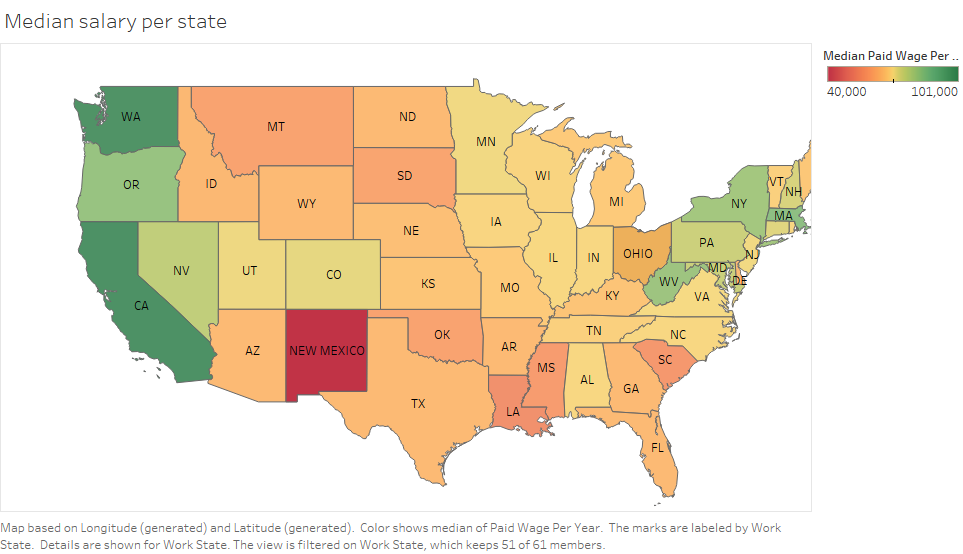 Median salary per state
Median Paid Wage Per ..
40,000 101,000
WA
MT
ND
MN
OR
ID
SD
WI
WY
MI
VT
NH
NY
MA
IA
NE
PA
NV
UT
CO
IL
IN
OHIO
NJ
MD
DE
WV
KS
MO
KY
VA
CA
AZ
NEW MEXICO
OK
AR
TN
NC
MS
AL
GA
SC
TX
LA
FL
Map based on Longitude (generated) and Latitude (generated).  Color shows median of Paid Wage Per Year.  The marks are labeled by Work
State.  Details are shown for Work State. The view is filtered on Work State, which keeps 51 of 61 members.